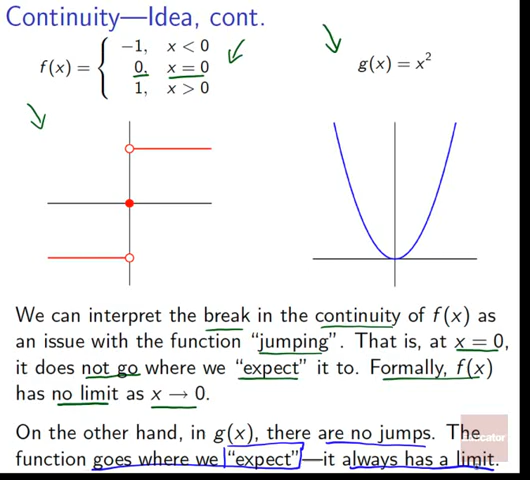 Continuity—Idea, cont.
f(x) = { −1, x < 0
0, x = 0
1, x > 0
g(x) = x²
We can interpret the break in the continuity of f(x) as
an issue with the function “jumping”. That is, at x = 0,
it does not go where we “expect” it to. Formally, f(x)
has no limit as x → 0.
On the other hand, in g(x), there are no jumps. The
function goes where we “expect”—it always has a limit.